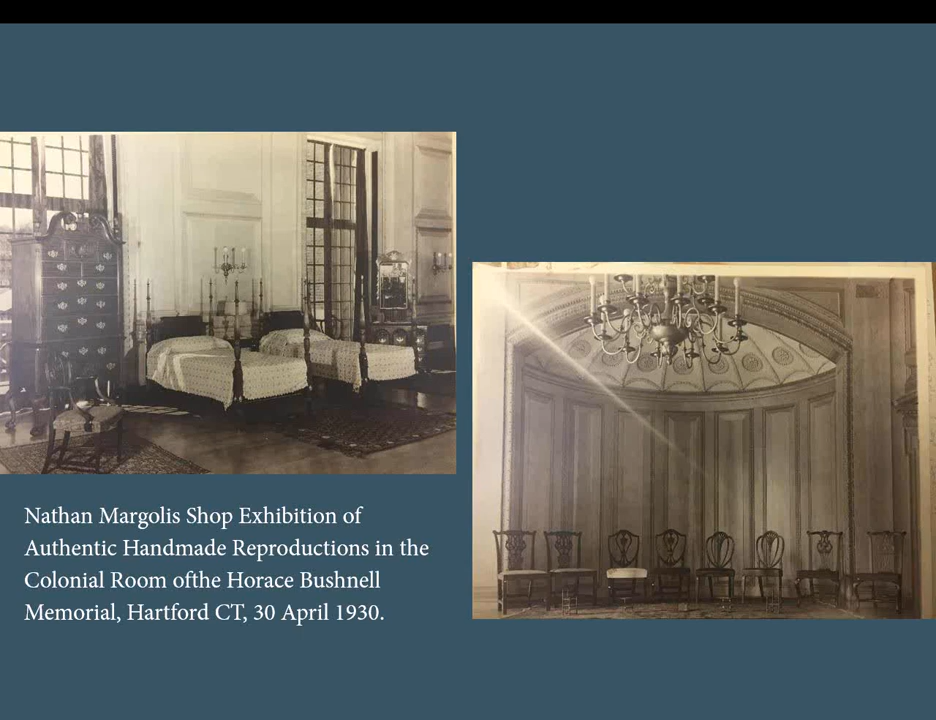 Nathan Margolis Shop Exhibition of
Authentic Handmade Reproductions in the
Colonial Room ofthe Horace Bushnell
Memorial, Hartford CT, 30 April 1930.